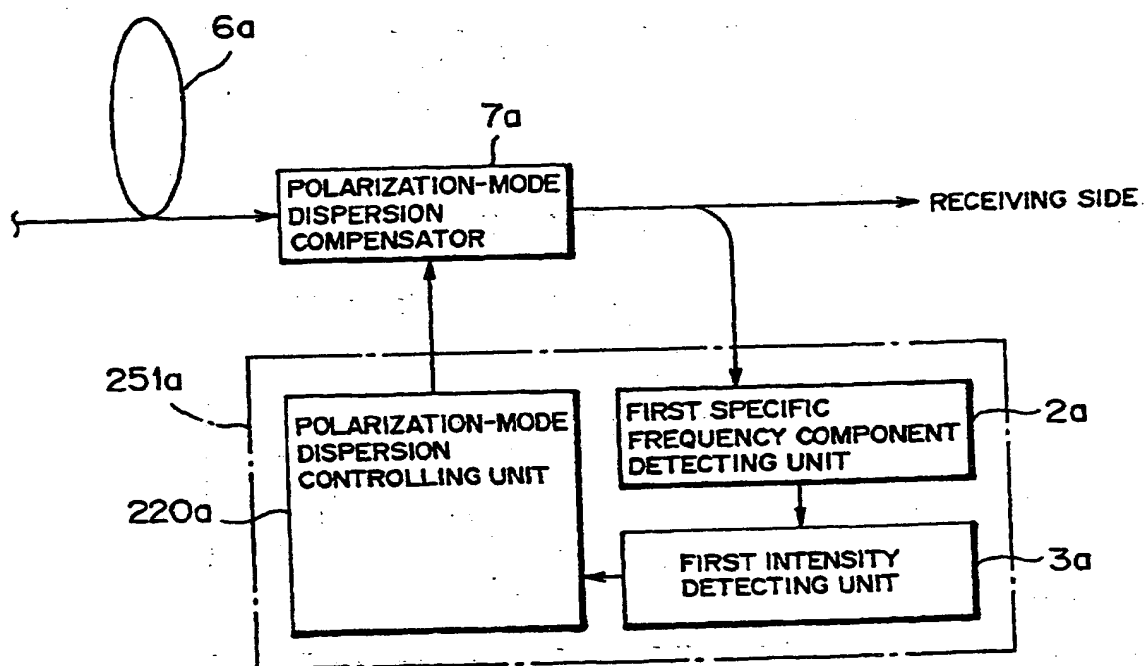 6a
7a
POLARIZATION-MODE
DISPERSION
COMPENSATOR
RECEIVING SIDE
251a
POLARIZATION-MODE
DISPERSION
CONTROLLING UNIT
220a
FIRST SPECIFIC
FREQUENCY COMPONENT
DETECTING UNIT
2a
FIRST INTENSITY
DETECTING UNIT
3a